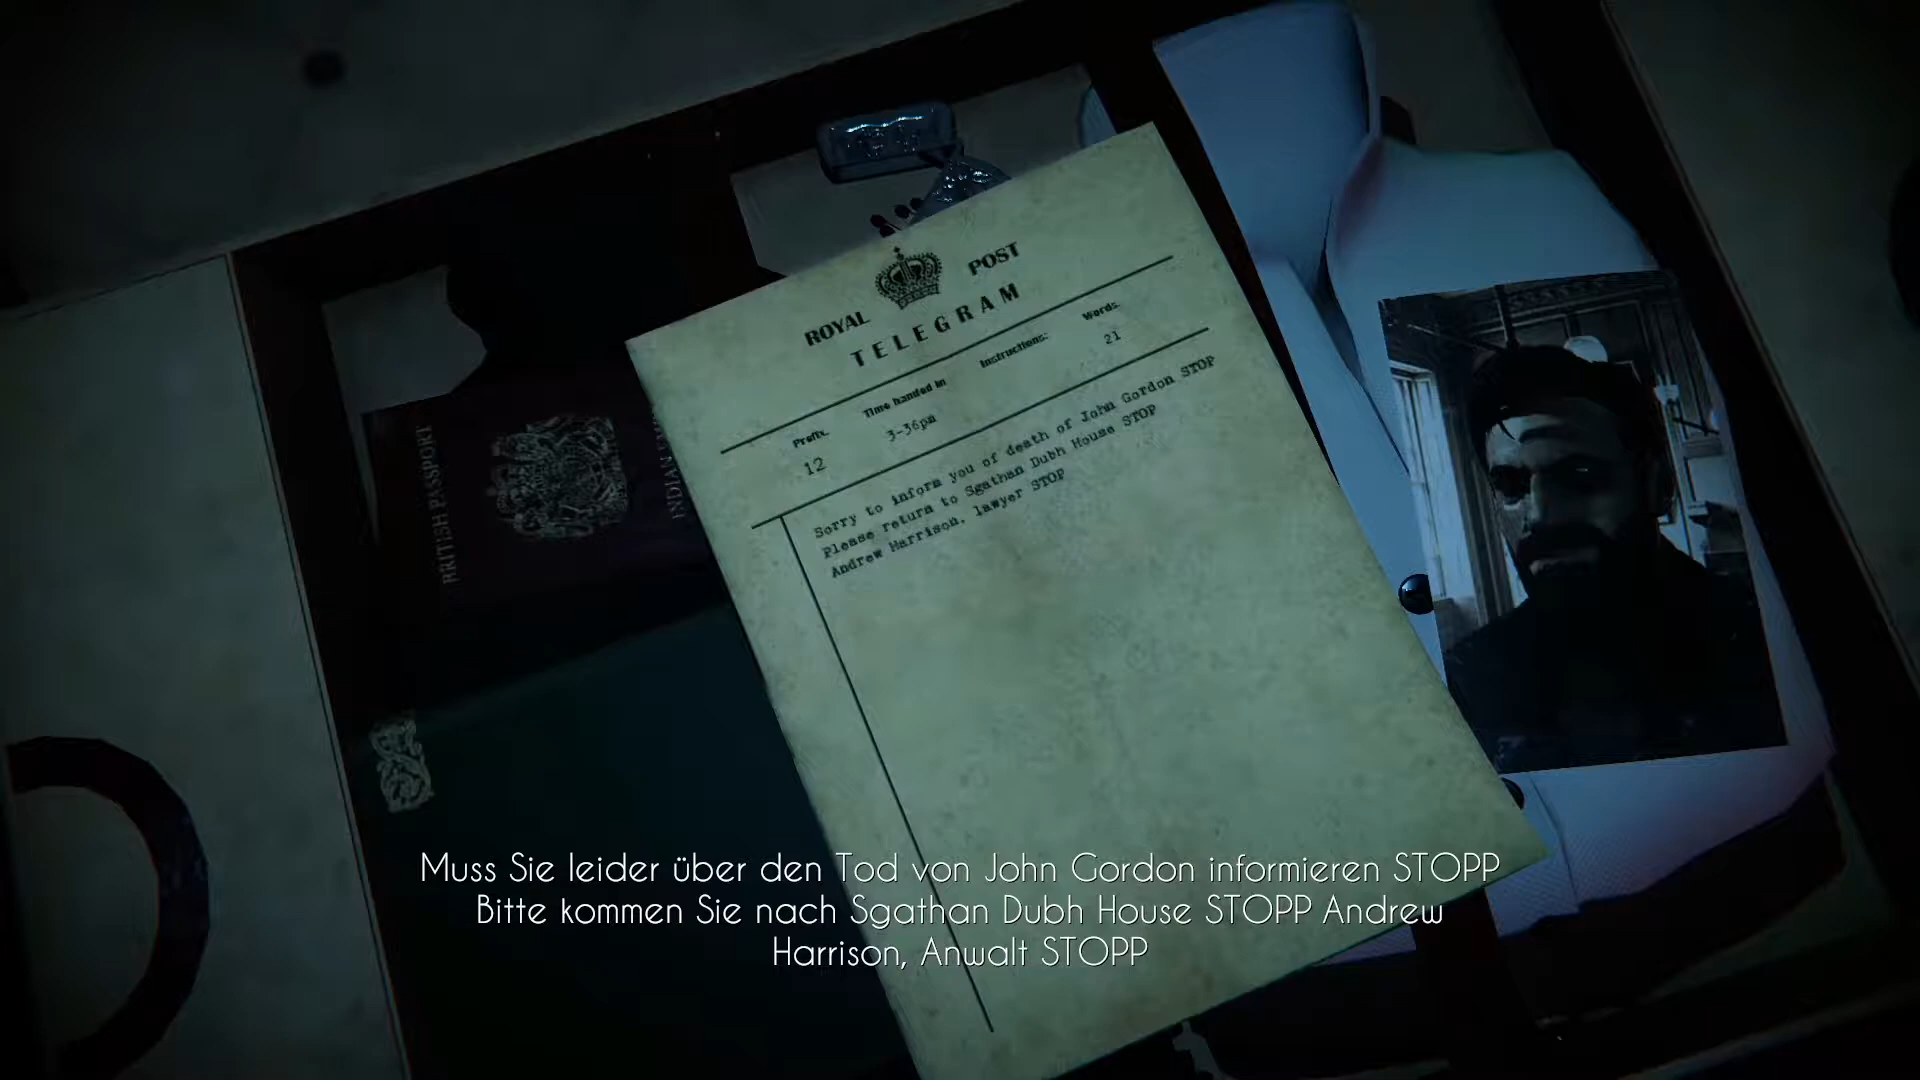 ROYAL POST
TELEGRAM
Prefix. Time handed in Instructions: Words.
12 3-36pm 21
Sorry to inform you of death of John Gordon STOP
Please return to Sgathan Dubh House STOP
Andrew Harrison, lawyer STOP
BRITISH PASSPORT
Muss Sie leider über den Tod von John Gordon informieren STOPP
Bitte kommen Sie nach Sgathan Dubh House STOPP Andrew
Harrison, Anwalt STOPP